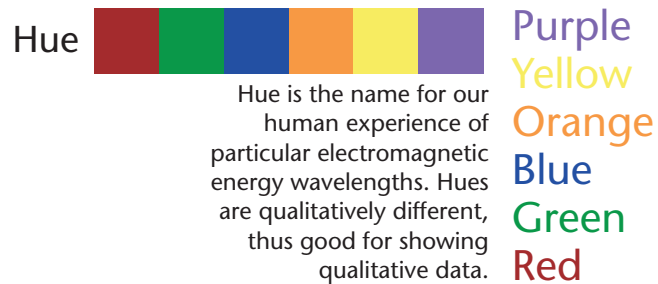 Hue
Hue is the name for our
human experience of
particular electromagnetic
energy wavelengths. Hues
are qualitatively different,
thus good for showing
qualitative data.
Purple
Yellow
Orange
Blue
Green
Red